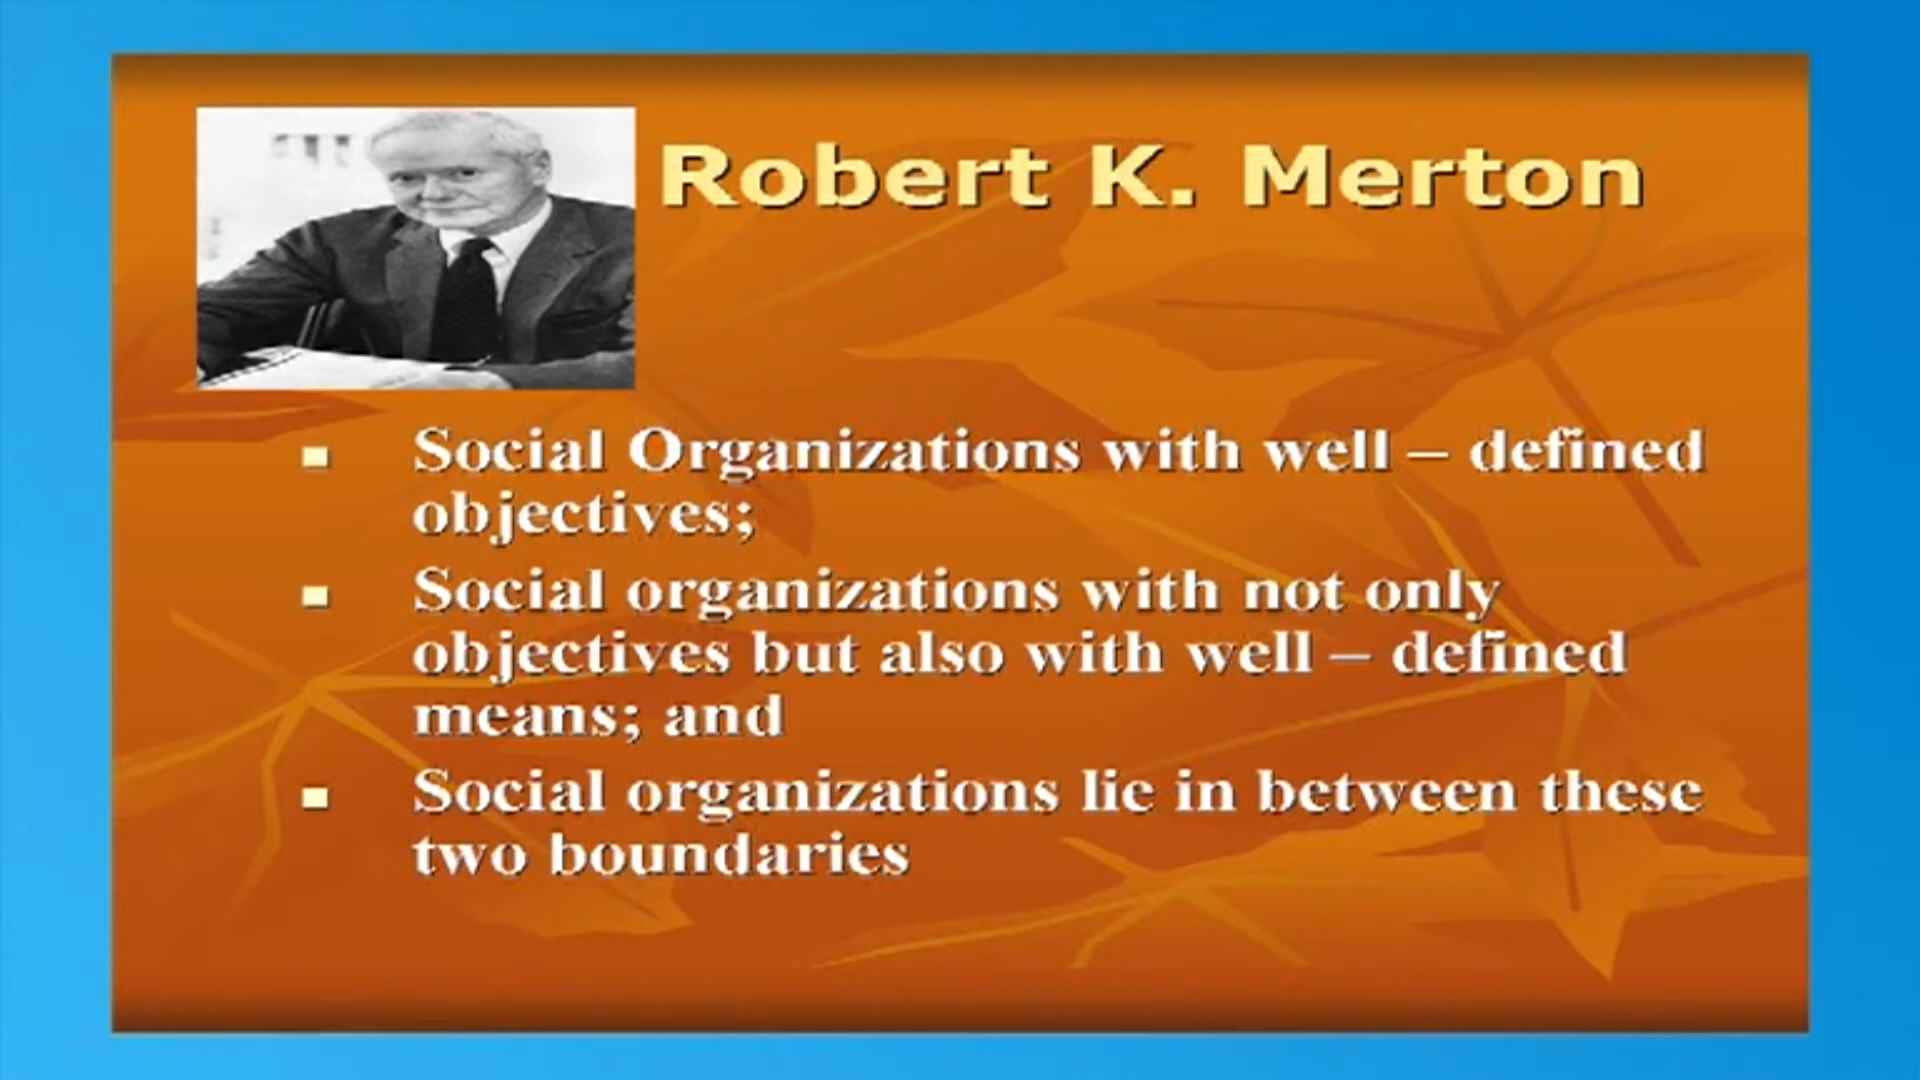 Robert K. Merton
Social Organizations with well – defined
objectives;
Social organizations with not only
objectives but also with well – defined
means; and
Social organizations lie in between these
two boundaries